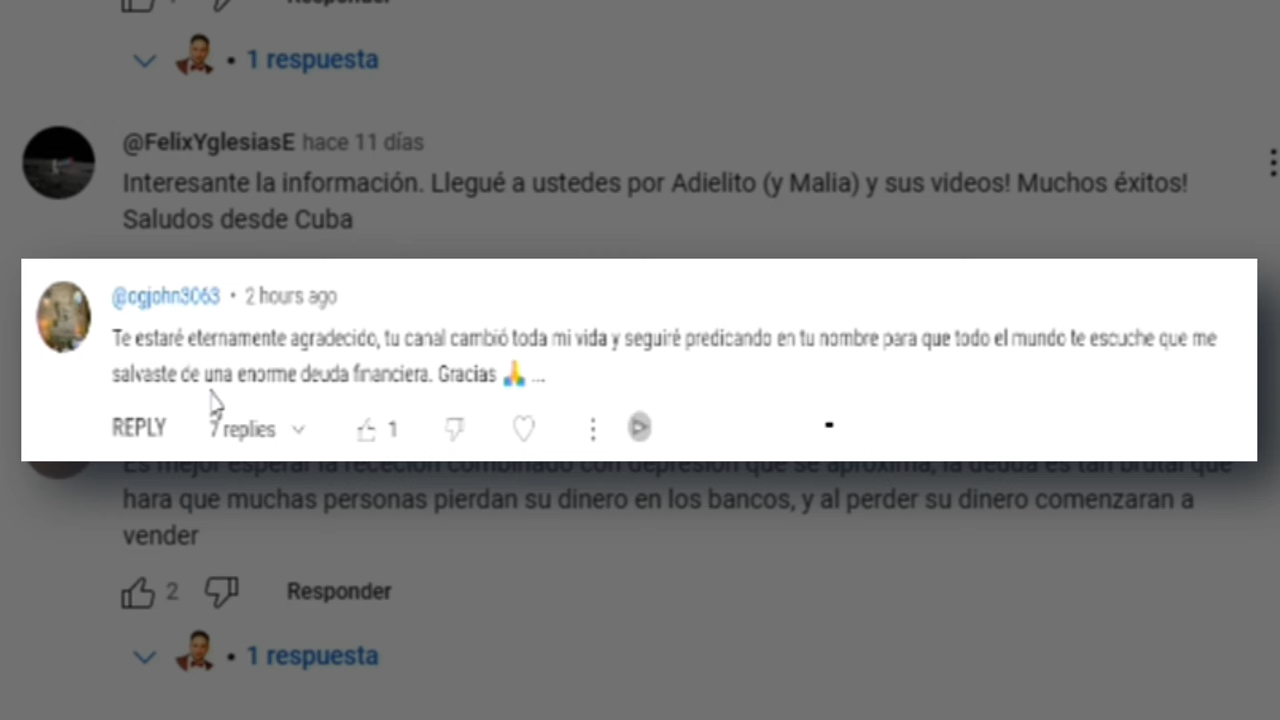 Responder
• 1 respuesta
@FelixYglesiasE hace 11 días
Interesante la información. Llegué a ustedes por Adielito (y Malia) y sus videos! Muchos éxitos!
Saludos desde Cuba
@cgjohn3063 • 2 hours ago
Te estaré eternamente agradecido, tu canal cambió toda mi vida y seguiré predicando en tu nombre para que todo el mundo te escuche que me
salvaste de una enorme deuda financiera. Gracias 🙏 ...
REPLY 7 replies 1
Es mejor esperar la receción combinado con depresión que se aproxima, la deuda es tan brutal que
hara que muchas personas pierdan su dinero en los bancos, y al perder su dinero comenzaran a
vender
2 Responder
• 1 respuesta